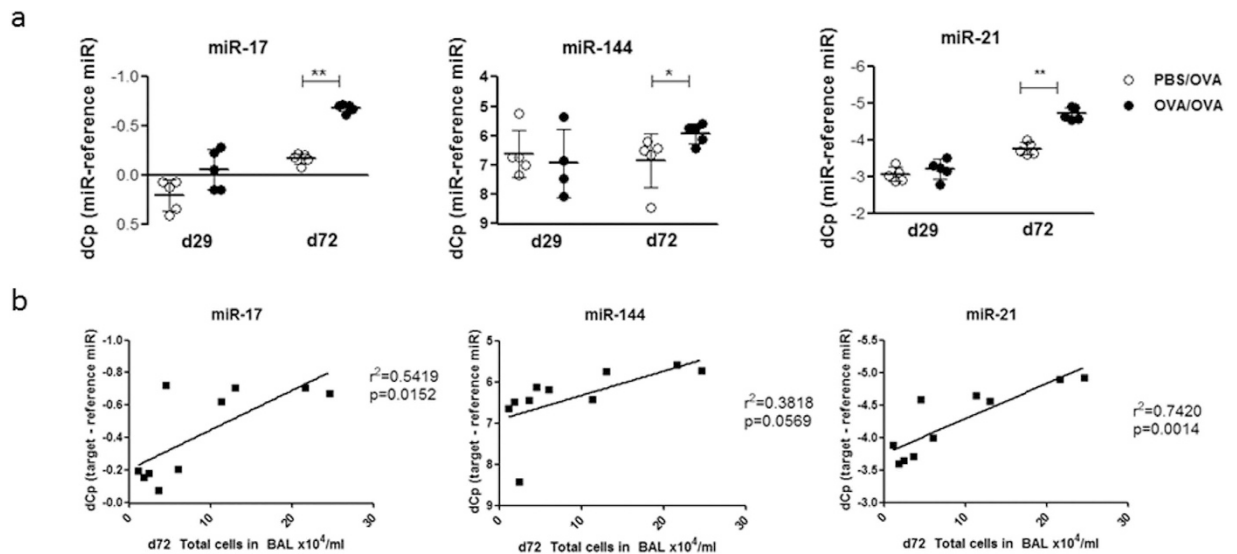 a
miR-17
dCp (miR-reference miR)
-1.0
-0.5
0.0
0.5
**
d29
d72
miR-144
dCp (miR-reference miR)
4
5
6
7
8
9
*
d29
d72
miR-21
dCp (miR-reference miR)
-6
-5
-4
-3
-2
**
d29
d72
PBS/OVA
OVA/OVA
b
miR-17
dCp (target - reference miR)
-1.0
-0.8
-0.6
-0.4
-0.2
-0.0
0
10
20
30
d72 Total cells in BAL x10⁴/ml
r²=0.5419
p=0.0152
miR-144
dCp (target - reference miR)
5
6
7
8
9
0
10
20
30
d72 Total cells in BAL x10⁴/ml
r²=0.3818
p=0.0569
miR-21
dCp (target - reference miR)
-5.5
-5.0
-4.5
-4.0
-3.5
-3.0
0
10
20
30
d72 Total cells in BAL x10⁴/ml
r²=0.7420
p=0.0014